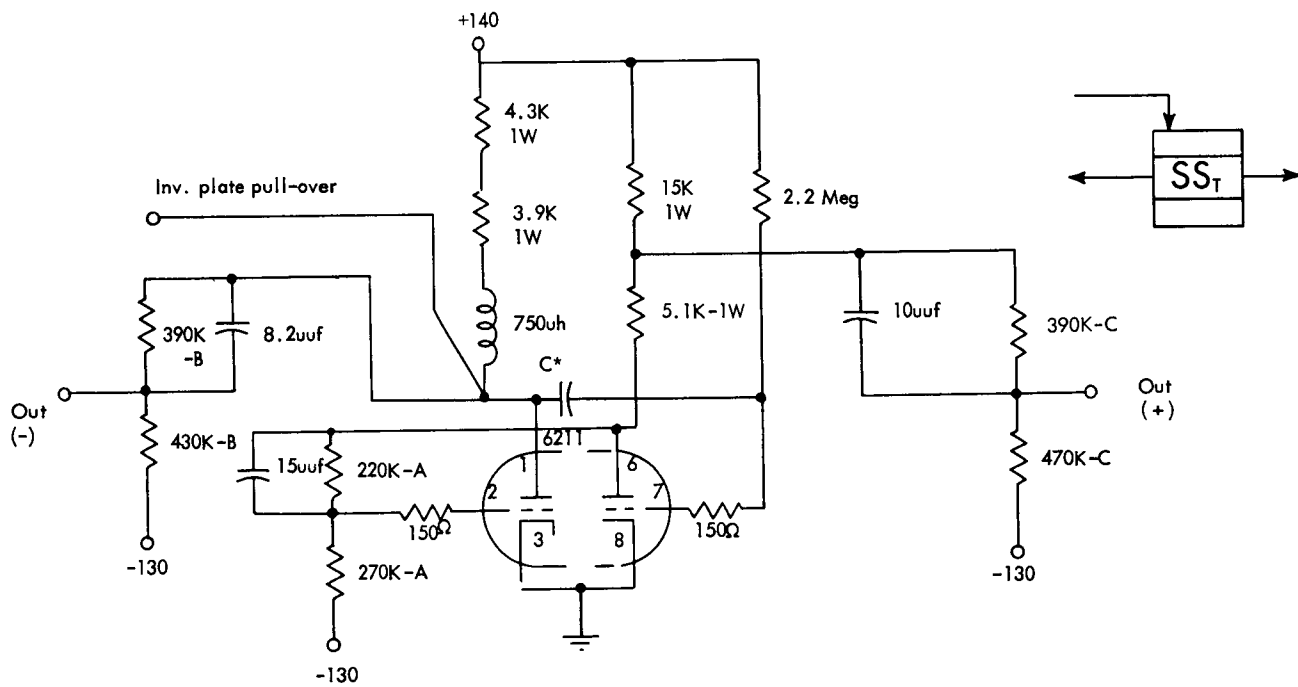 +140
4.3K
1W
Inv. plate pull-over
3.9K
1W
15K
1W
2.2 Meg
SST
390K
-B
8.2uuf
750uh
5.1K-1W
10uuf
390K-C
C*
Out
(-)
Out
(+)
430K-B
15uuf
220K-A
6211
1
6
2
7
470K-C
150Ω
3
8
150Ω
-130
270K-A
-130
-130